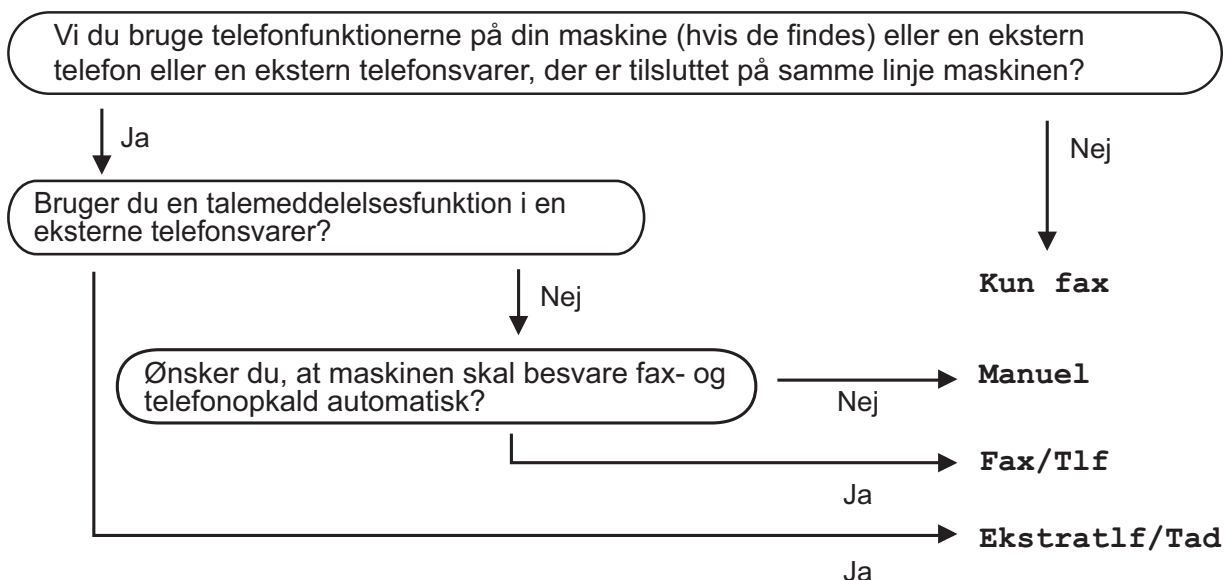 Vi du bruge telefonfunktionerne på din maskine (hvis de findes) eller en ekstern
telefon eller en ekstern telefonsvarer, der er tilsluttet på samme linje maskinen?
Ja
Nej
Bruger du en talemeddelelsesfunktion i en
eksterne telefonsvarer?
Kun fax
Nej
Ønsker du, at maskinen skal besvare fax- og
telefonopkald automatisk?
Manuel
Nej
Fax/Tlf
Ja
Ekstratlf/Tad
Ja